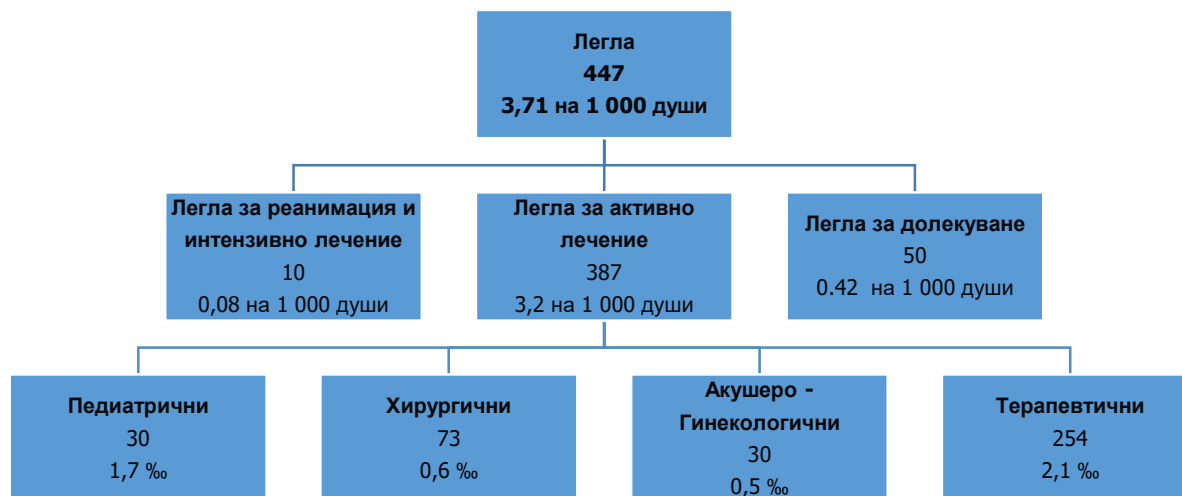 Легла
447
3,71 на 1 000 души
Легла за реанимация и
интензивно лечение
10
0,08 на 1 000 души
Легла за активно
лечение
387
3,2 на 1 000 души
Легла за долекуване
50
0.42 на 1 000 души
Педиатрични
30
1,7 ‰
Хирургични
73
0,6 ‰
Акушеро -
Гинекологични
30
0,5 ‰
Терапевтични
254
2,1 ‰